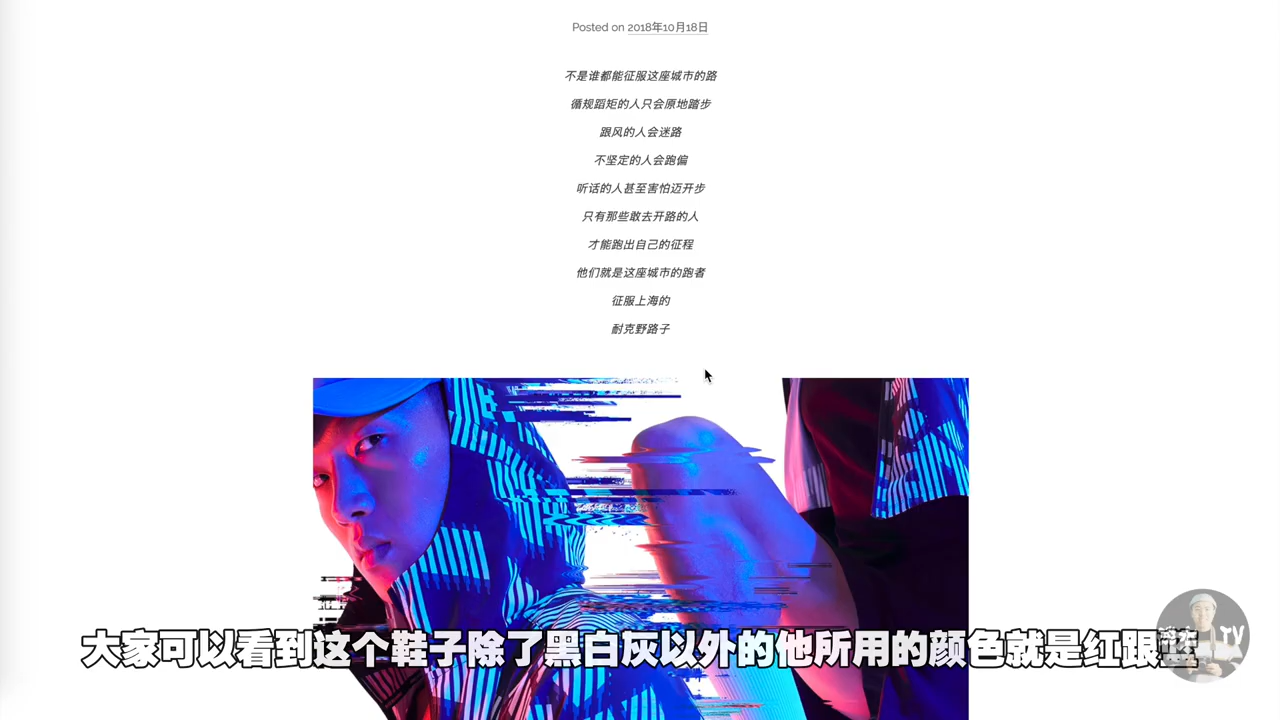 Posted on 2018年10月18日
不是谁都能征服这座城市的路
循规蹈矩的人只会原地踏步
跟风的人会迷路
不坚定的人会跑偏
听话的人甚至害怕迈开步
只有那些敢去开路的人
才能跑出自己的征程
他们就是这座城市的跑者
征服上海的
耐克野路子
大家可以看到这个鞋子除了黑白灰以外的他所用的颜色就是红跟蓝
TV